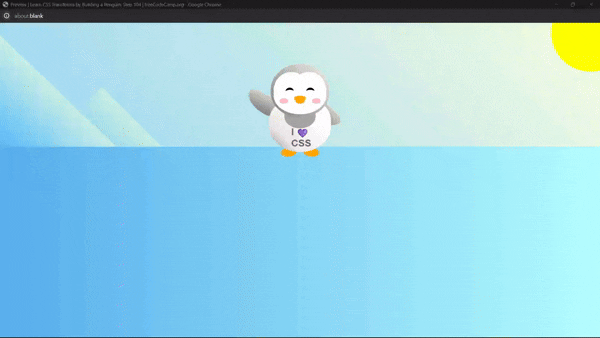 Preview | Learn CSS Transforms by Building a Penguin: Step 104 | freeCodeCamp.org - Google Chrome
about:blank
I 💜
CSS